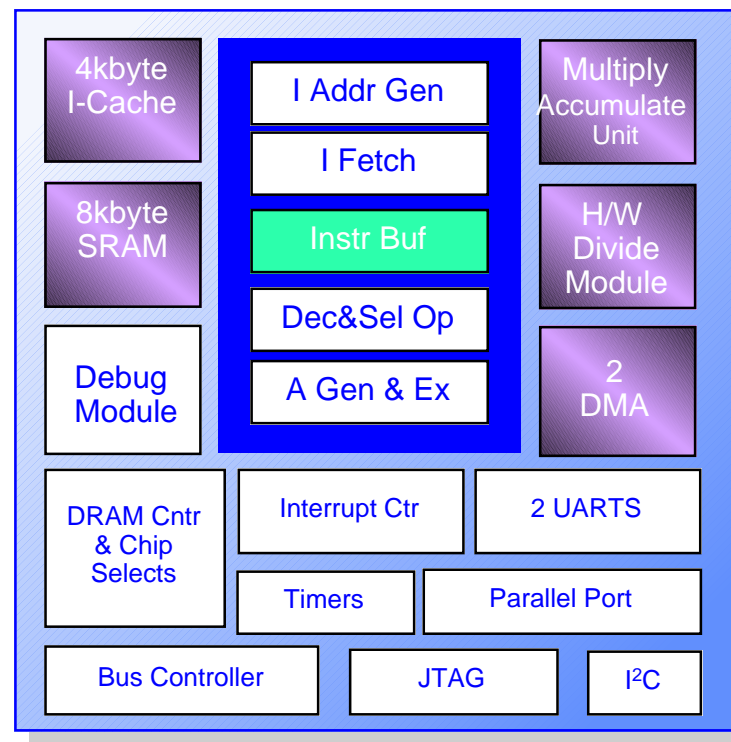 4kbyte
I-Cache
8kbyte
SRAM
Debug
Module
I Addr Gen
I Fetch
Instr Buf
Dec&Sel Op
A Gen & Ex
Multiply
Accumulate
Unit
H/W
Divide
Module
2
DMA
DRAM Cntr
& Chip
Selects
Interrupt Ctr
2 UARTS
Timers
Parallel Port
Bus Controller
JTAG
I²C